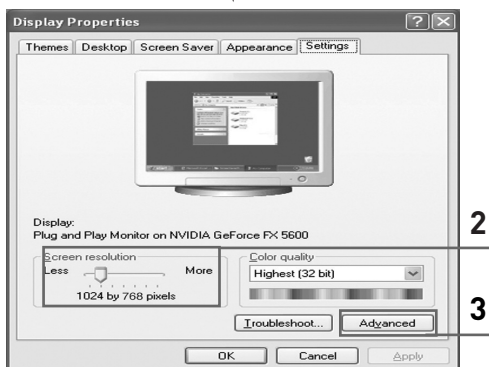 Display Properties
Themes Desktop Screen Saver Appearance Settings
Display:
Plug and Play Monitor on NVIDIA GeForce FX 5600
Screen resolution
Less More
1024 by 768 pixels
Color quality
Highest (32 bit)
2
3
Troubleshoot... Advanced
OK Cancel Apply